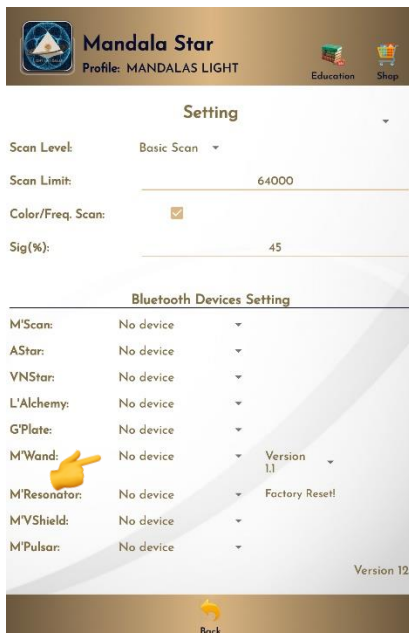 Mandala Star
Profile: MANDALAS LIGHT
Education
Shop
Setting
Scan Level: Basic Scan
Scan Limit: 64000
Color/Freq. Scan:
Sig(%): 45
Bluetooth Devices Setting
M'Scan: No device
AStar: No device
VNStar: No device
L'Alchemy: No device
G'Plate: No device
M'Wand: No device Version
1.1
M'Resonator: No device Factory Reset!
M'VShield: No device
M'Pulsar: No device
Version 12
Back